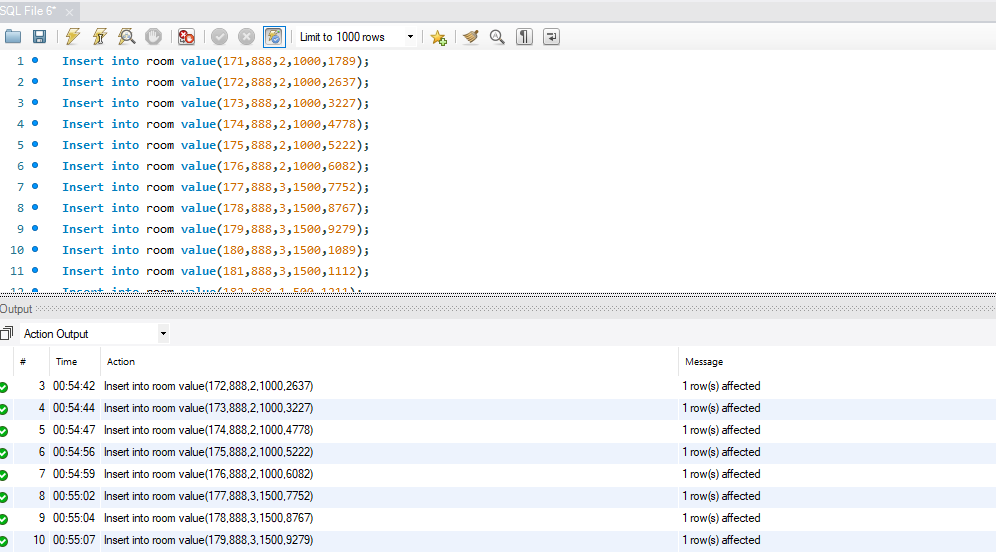 SQL File 6*
Limit to 1000 rows
1 Insert into room value(171,888,2,1000,1789);
2 Insert into room value(172,888,2,1000,2637);
3 Insert into room value(173,888,2,1000,3227);
4 Insert into room value(174,888,2,1000,4778);
5 Insert into room value(175,888,2,1000,5222);
6 Insert into room value(176,888,2,1000,6082);
7 Insert into room value(177,888,3,1500,7752);
8 Insert into room value(178,888,3,1500,8767);
9 Insert into room value(179,888,3,1500,9279);
10 Insert into room value(180,888,3,1500,1089);
11 Insert into room value(181,888,3,1500,1112);
12 Insert into room value(182,888,1,500,1211);
Output
Action Output
# Time Action Message
3 00:54:42 Insert into room value(172,888,2,1000,2637) 1 row(s) affected
4 00:54:44 Insert into room value(173,888,2,1000,3227) 1 row(s) affected
5 00:54:47 Insert into room value(174,888,2,1000,4778) 1 row(s) affected
6 00:54:56 Insert into room value(175,888,2,1000,5222) 1 row(s) affected
7 00:54:59 Insert into room value(176,888,2,1000,6082) 1 row(s) affected
8 00:55:02 Insert into room value(177,888,3,1500,7752) 1 row(s) affected
9 00:55:04 Insert into room value(178,888,3,1500,8767) 1 row(s) affected
10 00:55:07 Insert into room value(179,888,3,1500,9279) 1 row(s) affected